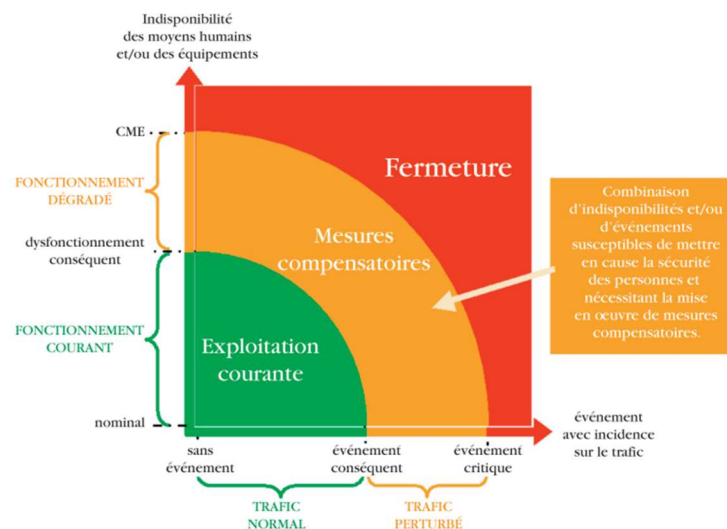 Indisponibilité
des moyens humains
et/ou des équipements
CME
FONCTIONNEMENT
DÉGRADÉ
dysfonctionnement
conséquent
FONCTIONNEMENT
COURANT
nominal
Fermeture
Mesures
compensatoires
Exploitation
courante
Combinaison
d'indisponibilités et/ou
d'événements
susceptibles de mettre
en cause la sécurité
des personnes et
nécessitant la mise
en œuvre de mesures
compensatoires.
sans
événement
événement
conséquent
événement
critique
événement
avec incidence
sur le trafic
TRAFIC
NORMAL
TRAFIC
PERTURBÉ